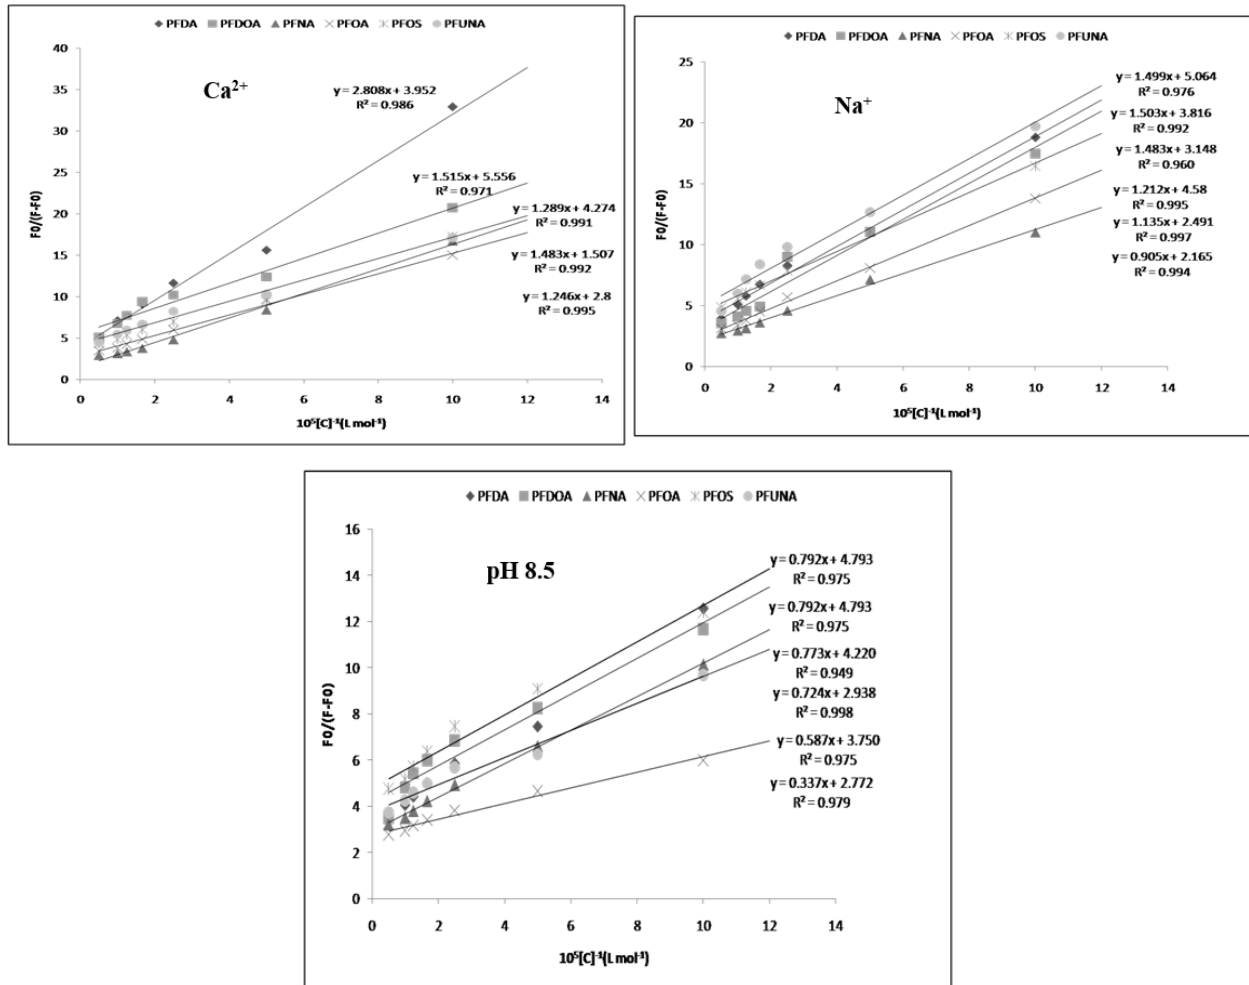 PFDA PFDOA PFNA PFOA PFOS PFUNA
Ca²⁺
F0/(F-F0)
40
35
30
25
20
15
10
5
0
y = 2.808x + 3.952
R² = 0.986
y = 1.515x + 5.556
R² = 0.971
y = 1.289x + 4.274
R² = 0.991
y = 1.483x + 1.507
R² = 0.992
y = 1.246x + 2.8
R² = 0.995
0 2 4 6 8 10 12 14
10⁵[C]⁻¹(L mol⁻¹)
PFDA PFDOA PFNA PFOA PFOS PFUNA
Na⁺
F0/(F-F0)
25
20
15
10
5
0
y = 1.499x + 5.064
R² = 0.976
y = 1.503x + 3.816
R² = 0.992
y = 1.483x + 3.148
R² = 0.960
y = 1.212x + 4.58
R² = 0.995
y = 1.135x + 2.491
R² = 0.997
y = 0.905x + 2.165
R² = 0.994
0 2 4 6 8 10 12 14
10⁵[C]⁻¹(L mol⁻¹)
PFDA PFDOA PFNA PFOA PFOS PFUNA
pH 8.5
F0/(F-F0)
16
14
12
10
8
6
4
2
0
y = 0.792x + 4.793
R² = 0.975
y = 0.792x + 4.793
R² = 0.975
y = 0.773x + 4.220
R² = 0.949
y = 0.724x + 2.938
R² = 0.998
y = 0.587x + 3.750
R² = 0.975
y = 0.337x + 2.772
R² = 0.979
0 2 4 6 8 10 12 14
10⁵[C]⁻¹(L mol⁻¹)